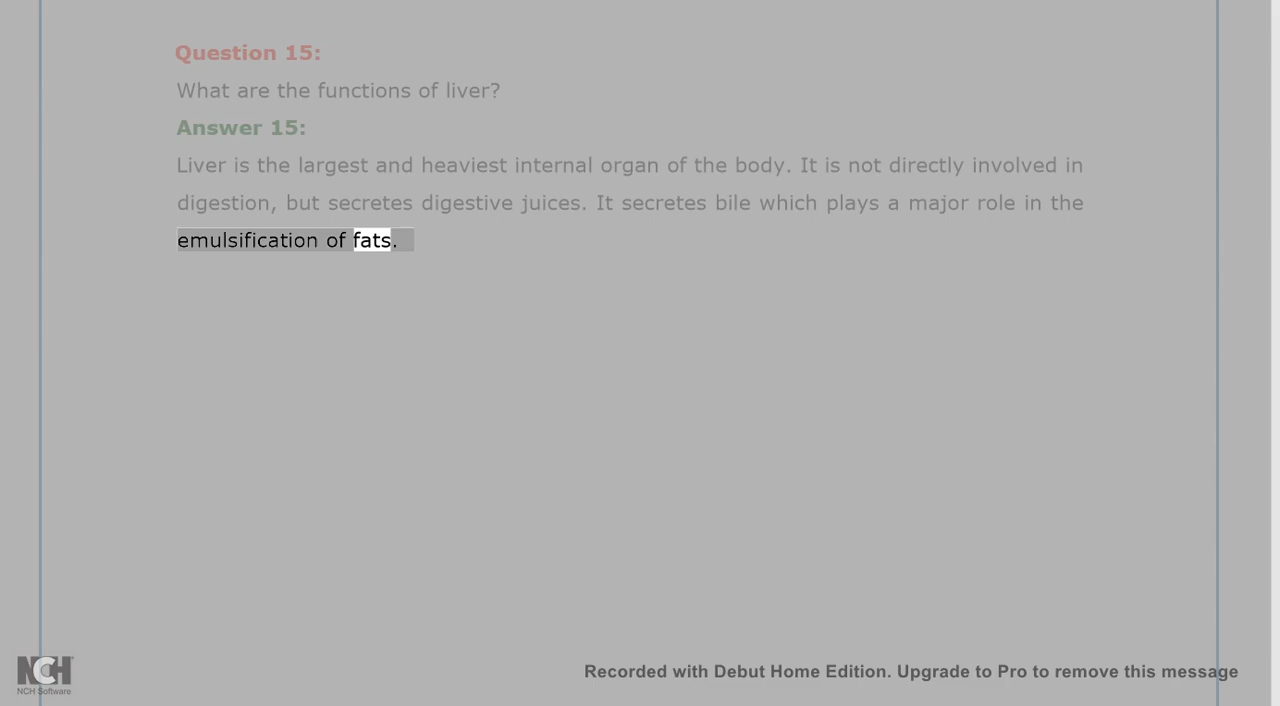 Question 15:
What are the functions of liver?
Answer 15:
Liver is the largest and heaviest internal organ of the body. It is not directly involved in
digestion, but secretes digestive juices. It secretes bile which plays a major role in the
emulsification of fats.
NCH
NCH Software
Recorded with Debut Home Edition. Upgrade to Pro to remove this message